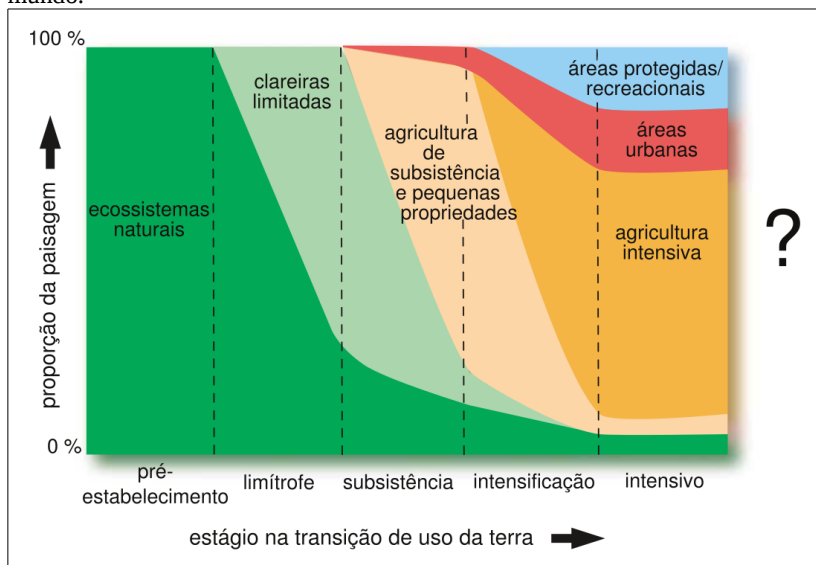 mundo.
100 %
clareiras
limitadas
áreas protegidas/
recreacionais
áreas
urbanas
agricultura
de
subsistência
e pequenas
propriedades
ecossistemas
naturais
agricultura
intensiva
?
proporção da paisagem
0 %
pré-
estabelecimento
limítrofe
subsistência
intensificação
intensivo
estágio na transição de uso da terra